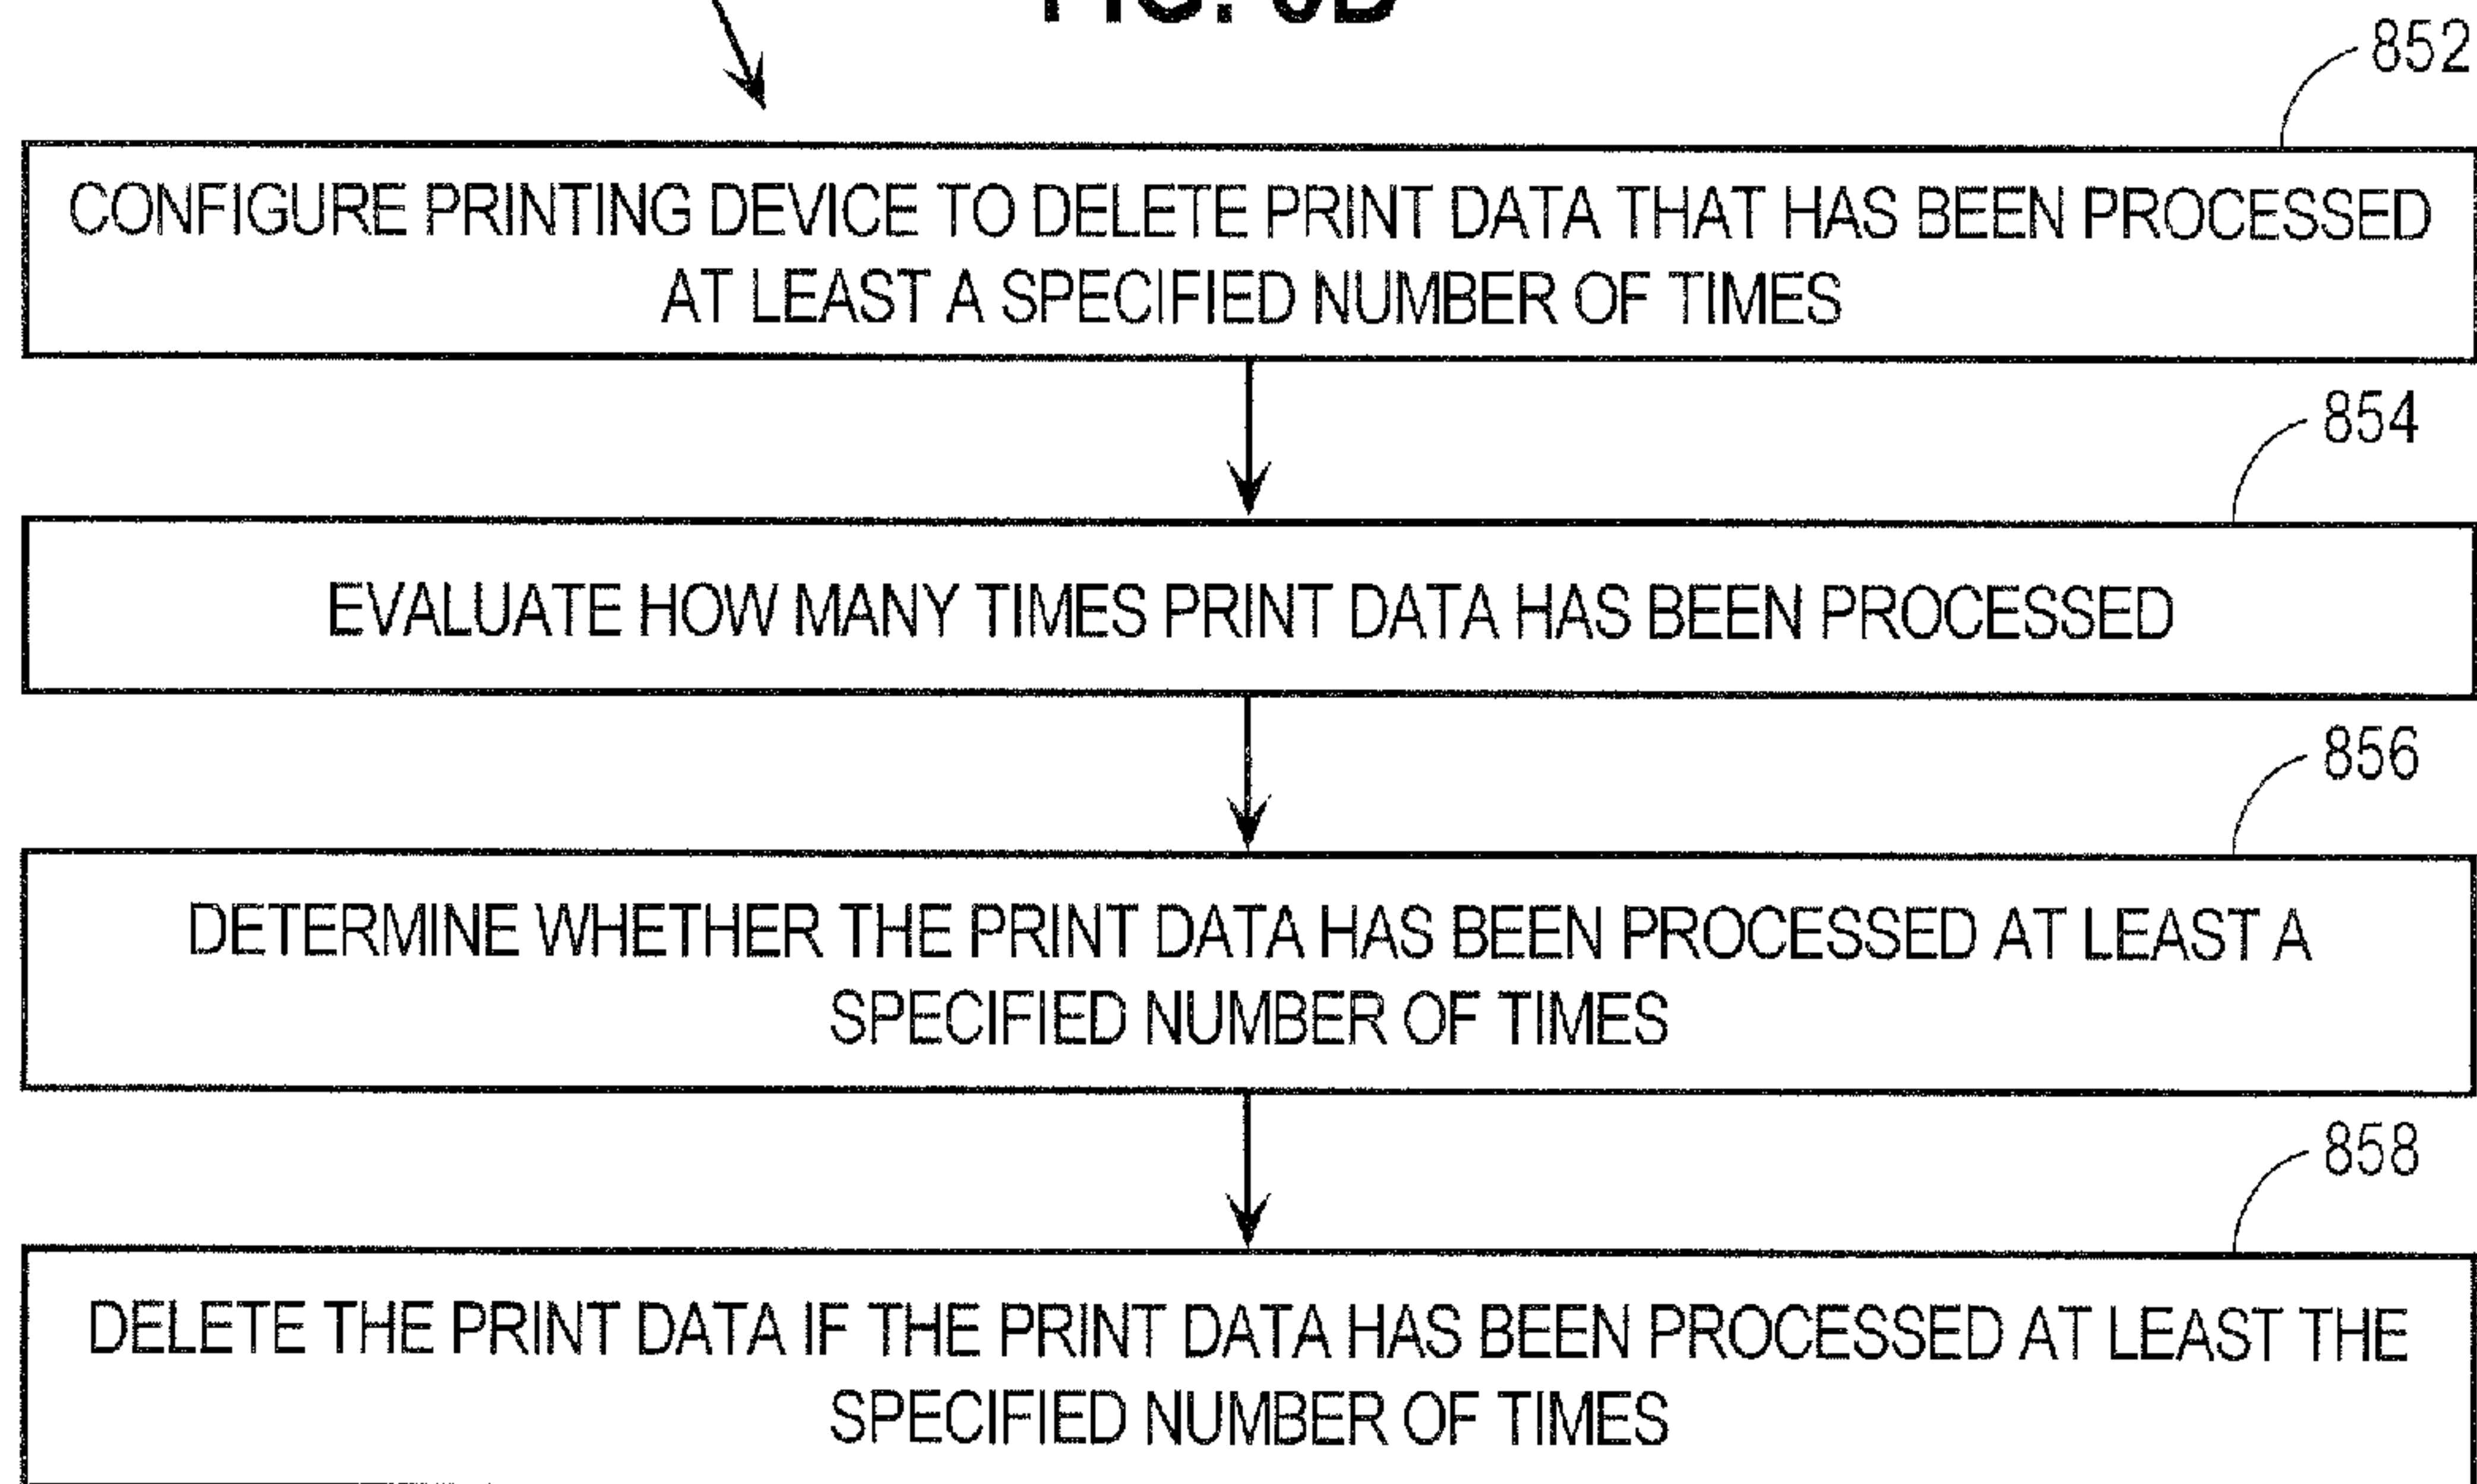 852
CONFIGURE PRINTING DEVICE TO DELETE PRINT DATA THAT HAS BEEN PROCESSED
AT LEAST A SPECIFIED NUMBER OF TIMES
854
EVALUATE HOW MANY TIMES PRINT DATA HAS BEEN PROCESSED
856
DETERMINE WHETHER THE PRINT DATA HAS BEEN PROCESSED AT LEAST A
SPECIFIED NUMBER OF TIMES
858
DELETE THE PRINT DATA IF THE PRINT DATA HAS BEEN PROCESSED AT LEAST THE
SPECIFIED NUMBER OF TIMES